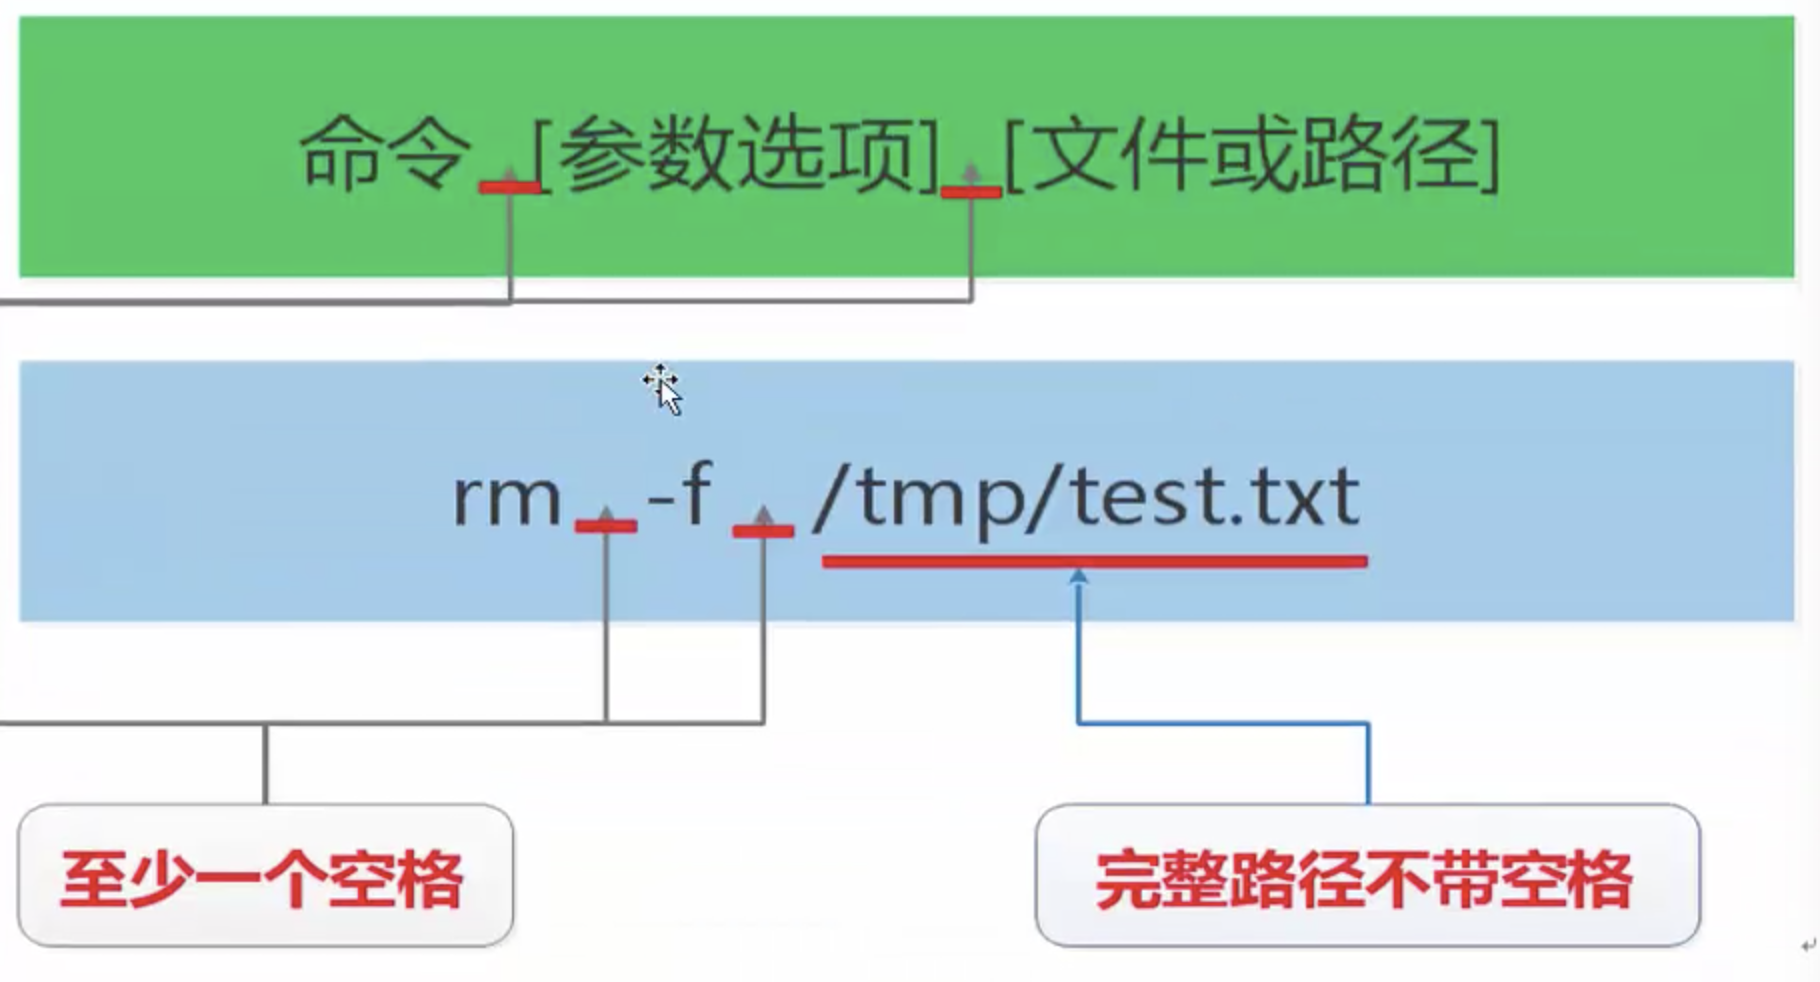 命令 [参数选项] [文件或路径]
rm -f /tmp/test.txt
至少一个空格
完整路径不带空格